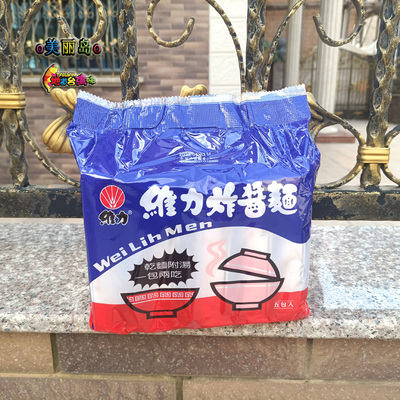 美丽岛
維力
維力炸醬麵
Wei Lih Men
乾麵附湯
一包兩吃
五包入